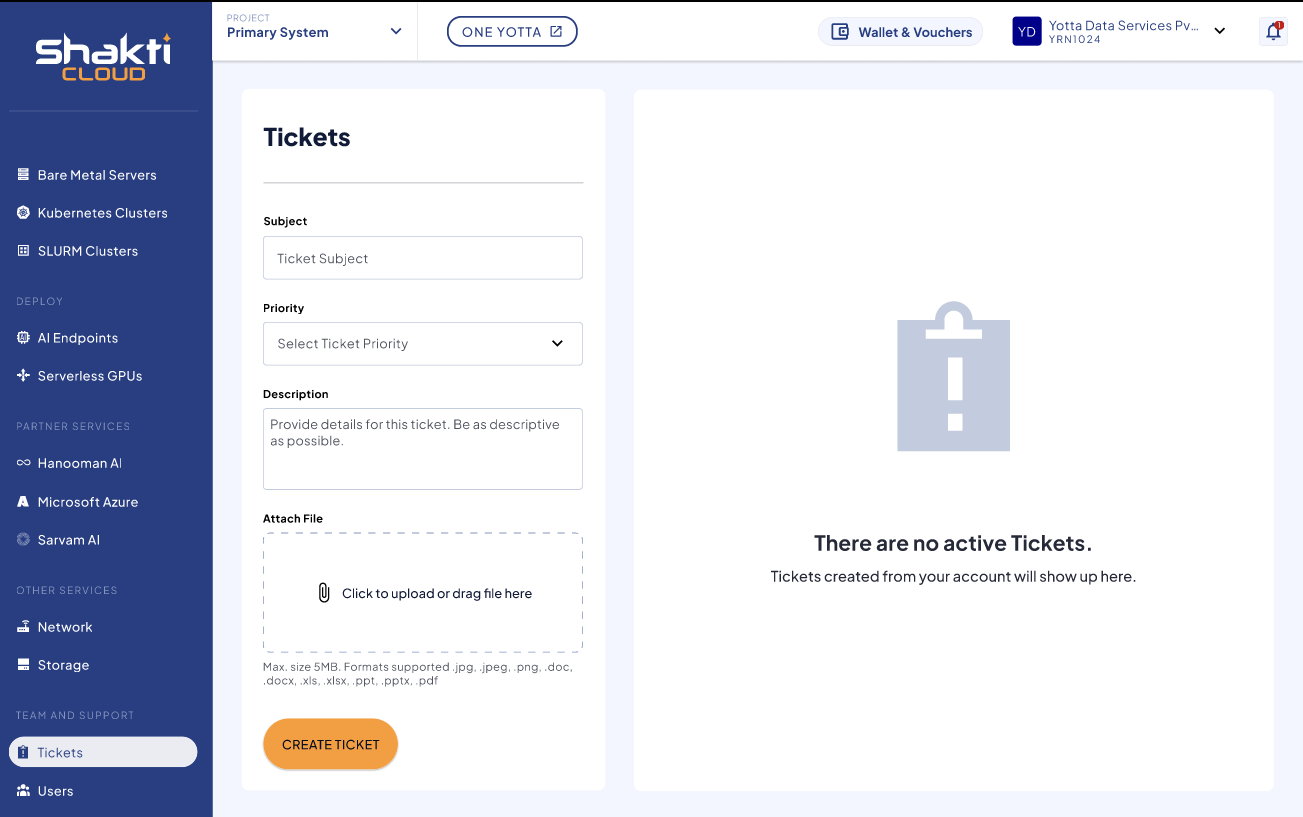 Shakti
CLOUD
PROJECT
Primary System
ONE YOTTA
Wallet & Vouchers
YD
Yotta Data Services Pv...
YRN1024
1
Bare Metal Servers
Kubernetes Clusters
SLURM Clusters
DEPLOY
AI Endpoints
Serverless GPUs
PARTNER SERVICES
Hanooman AI
Microsoft Azure
Sarvam AI
OTHER SERVICES
Network
Storage
TEAM AND SUPPORT
Tickets
Users
Tickets
Subject
Ticket Subject
Priority
Select Ticket Priority
Description
Provide details for this ticket. Be as descriptive
as possible.
Attach File
Click to upload or drag file here
Max. size 5MB. Formats supported .jpg, .jpeg, .png, .doc,
.docx, .xls, .xlsx, .ppt, .pptx, .pdf
CREATE TICKET
There are no active Tickets.
Tickets created from your account will show up here.